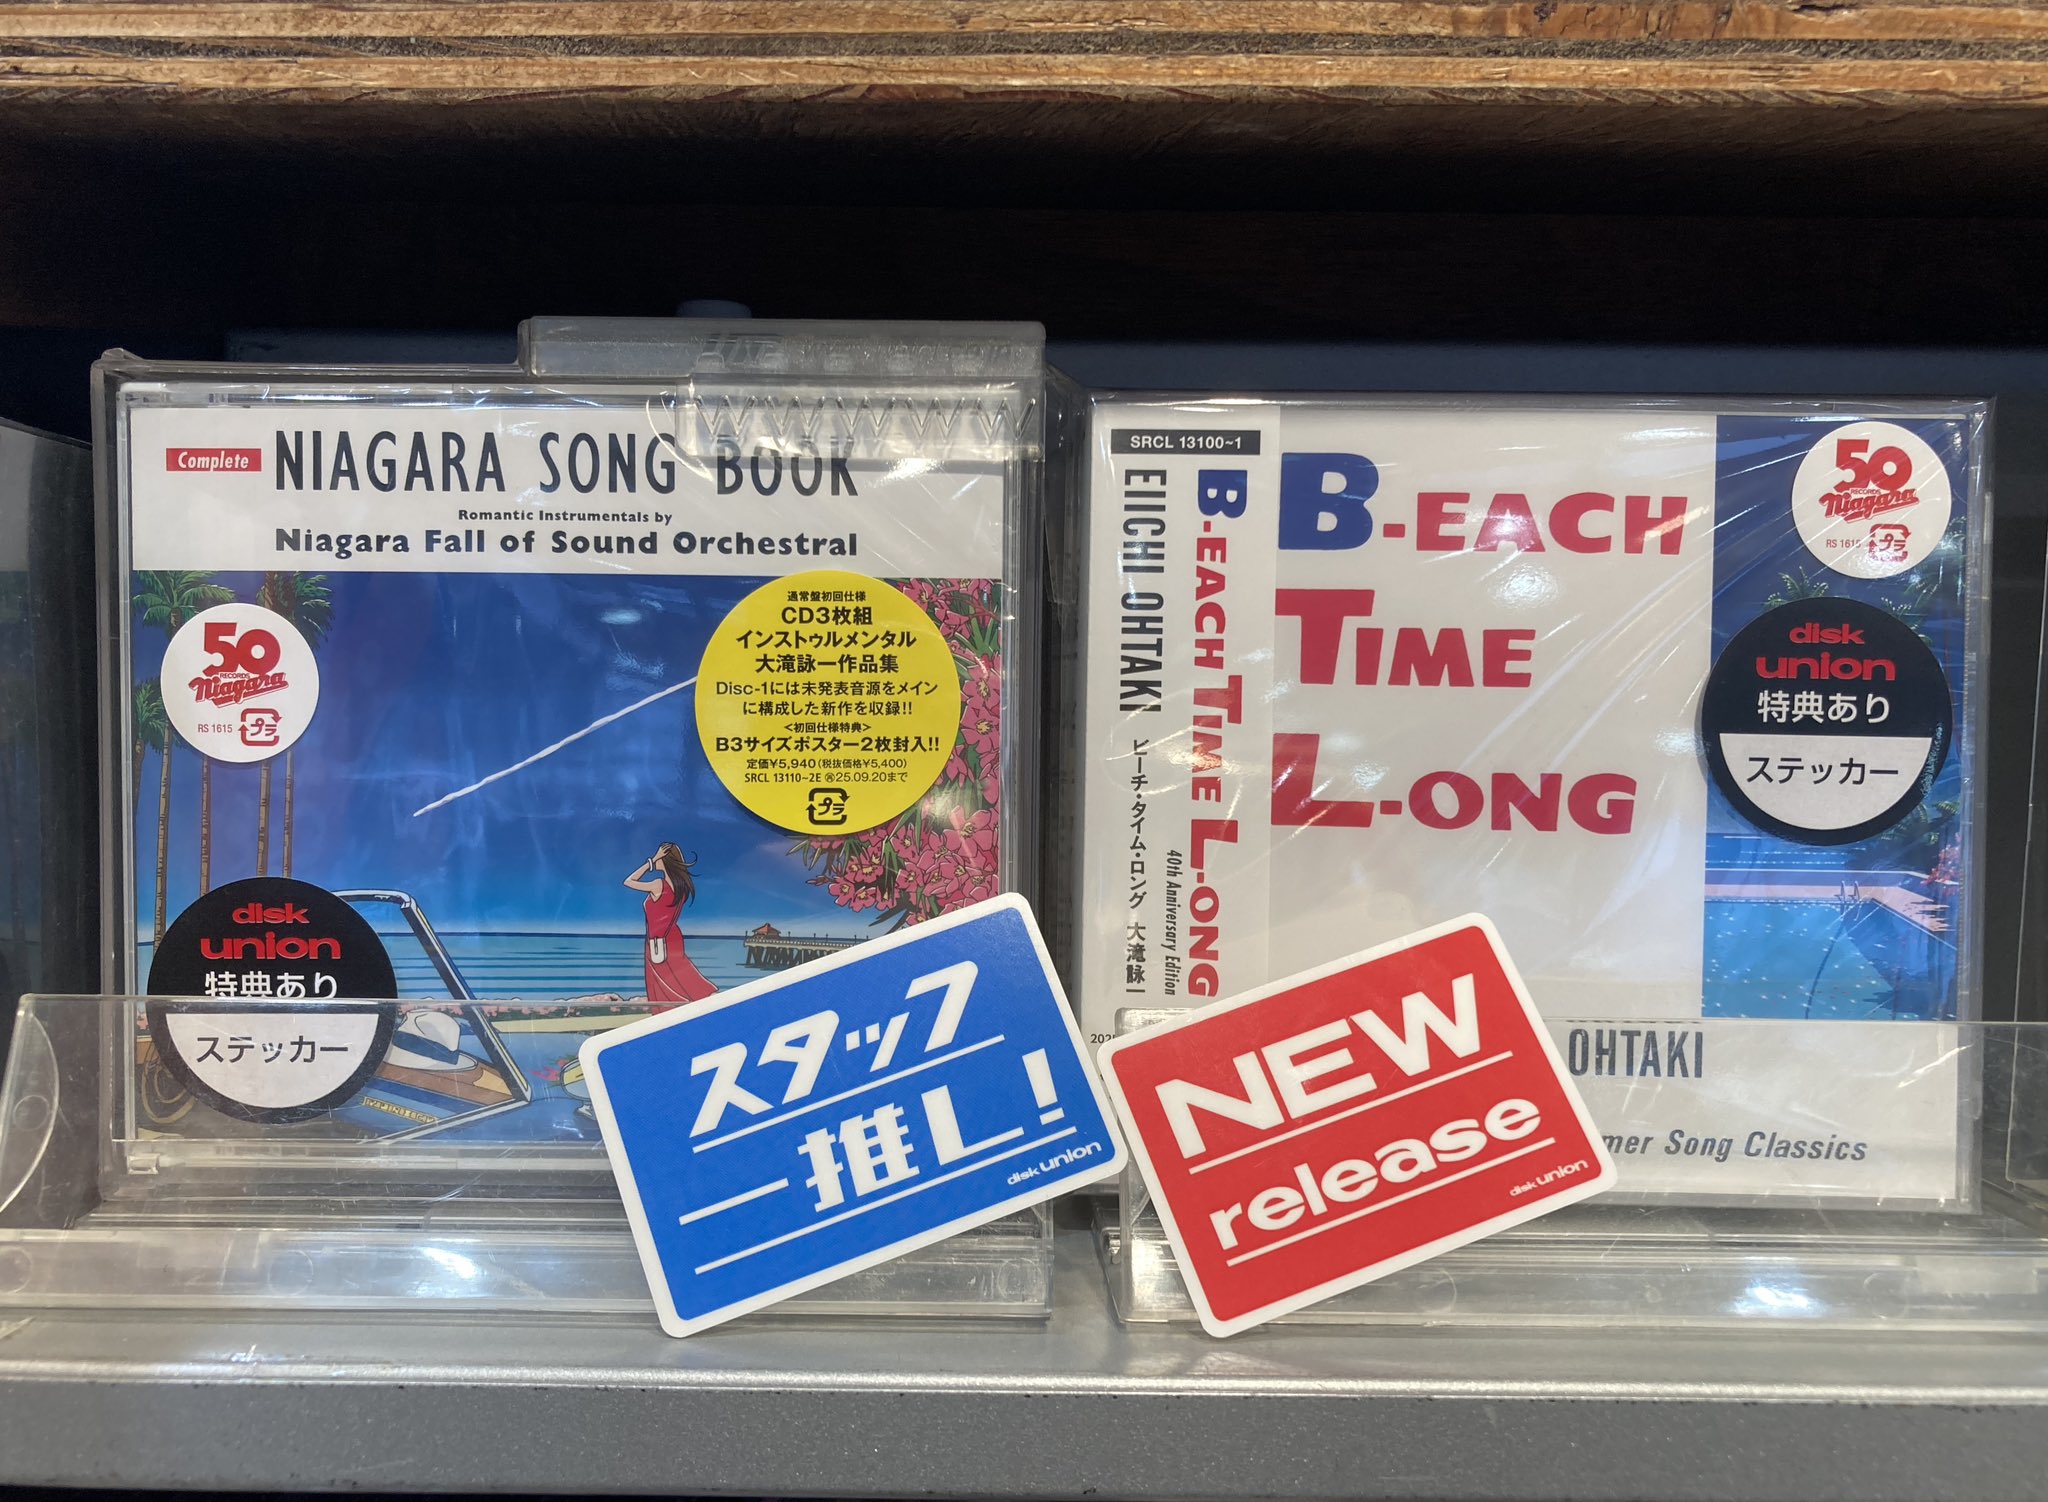 Complete
NIAGARA SONG BOOK
Romantic Instrumentals by
Niagara Fall of Sound Orchestral
50
RECORDS
Niagara
RS 1615
プラ
通常盤初回仕様
CD3枚組
インストゥルメンタル
大滝詠一作品集
Disc-1には未発表音源をメイン
に構成した新作を収録!!
<初回仕様特典>
B3サイズポスター2枚封入!!
定価¥5,940(税抜価格¥5,400)
SRCL 13110~2E 25.09.20まで
プラ
disk
union
特典あり
ステッカー
スタッフ
一推し!
disk union
SRCL 13100~1
EIICHI OHTAKI
B-EACH TIME L-ONG
ビーチ・タイム・ロング 大滝詠一
40th Anniversary Edition
B-EACH
TIME
L-ONG
50
RECORDS
Niagara
RS 1615
プラ
disk
union
特典あり
ステッカー
OHTAKI
Song Classics
NEW
release
disk union